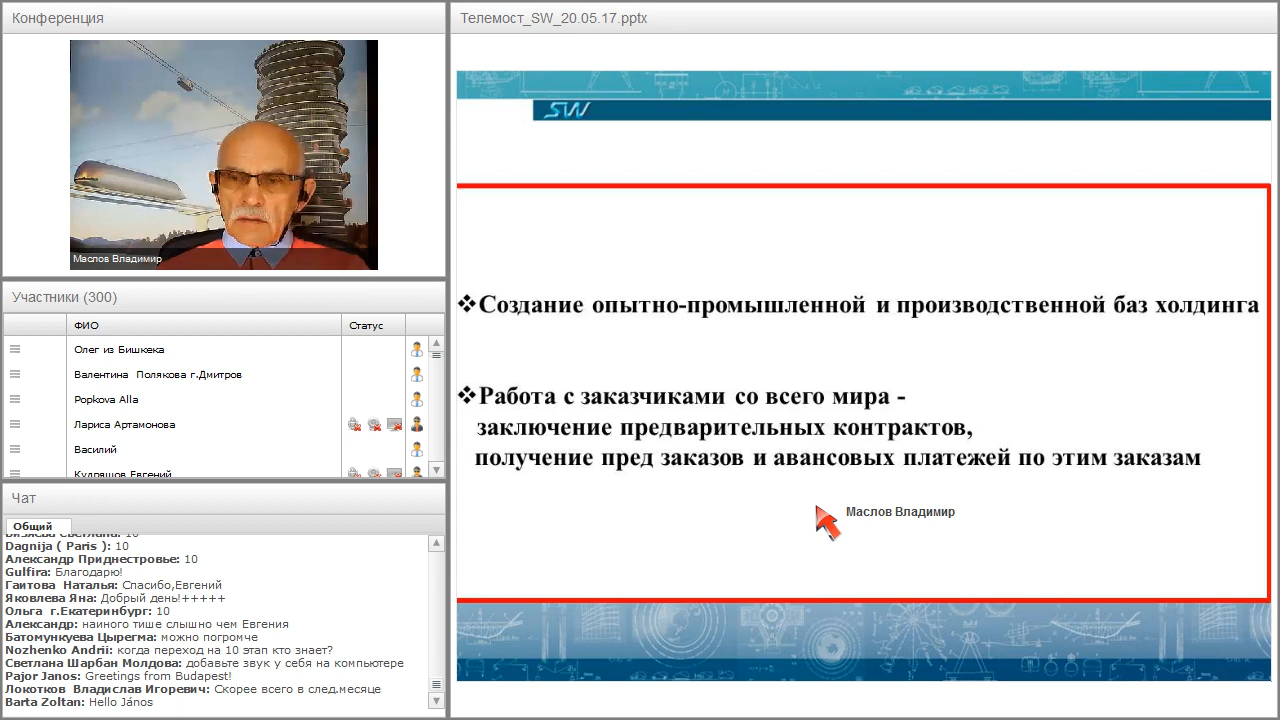 Конференция
Маслов Владимир
Участники (300)
ФИО
Статус
Олег из Бишкека
Валентина Полякова г.Дмитров
Popkova Alla
Лариса Артамонова
Василий
Кудряшов Евгений
Чат
Общий
Dagnija ( Paris ): 10
Александр Приднестровье: 10
Gulfira: Благодарю!
Гаитова Наталья: Спасибо,Евгений
Яковлева Яна: Добрый день!+++++
Ольга г.Екатеринбург: 10
Александр: наиного тише слышно чем Евгения
Батомункуева Цырегма: можно погромче
Nozhenko Andrii: когда переход на 10 этап кто знает?
Светлана Шарбан Молдова: добавьте звук у себя на компьютере
Pajor Janos: Greetings from Budapest!
Локотков Владислав Игоревич: Скорее всего в след.месяце
Barta Zoltan: Hello János
Телемост_SW_20.05.17.pptx
SW
❖Создание опытно-промышленной и производственной баз холдинга
❖Работа с заказчиками со всего мира -
заключение предварительных контрактов,
получение пред заказов и авансовых платежей по этим заказам
Маслов Владимир